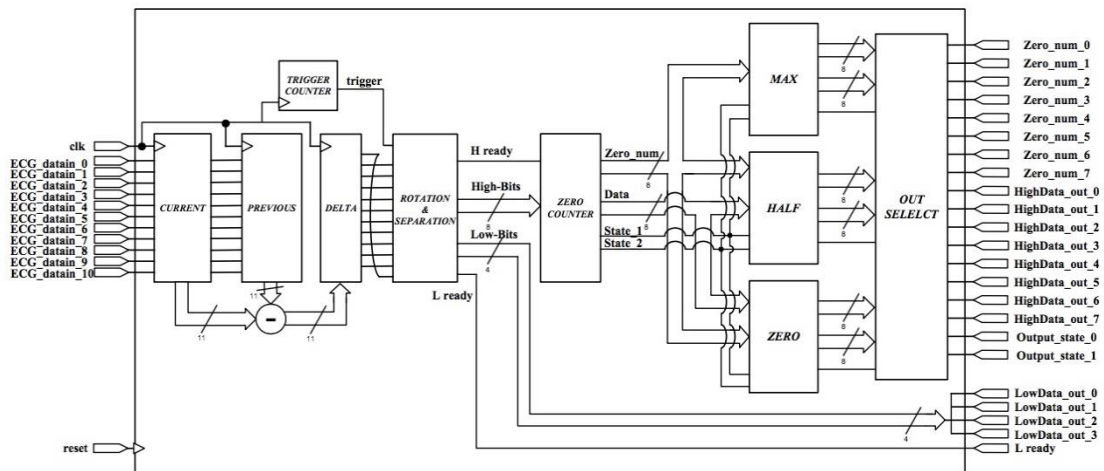 TRIGGER
COUNTER
trigger
clk
ECG_datain_0
ECG_datain_1
ECG_datain_2
ECG_datain_3
ECG_datain_4
ECG_datain_5
ECG_datain_6
ECG_datain_7
ECG_datain_8
ECG_datain_9
ECG_datain_10
reset
CURRENT
PREVIOUS
DELTA
11
11
-
11
ROTATION
&
SEPARATION
H ready
High-Bits
8
Low-Bits
4
L ready
ZERO
COUNTER
Zero_num
8
Data
8
State_1
State_2
MAX
8
8
HALF
8
8
ZERO
8
8
4
OUT
SELELCT
Zero_num_0
Zero_num_1
Zero_num_2
Zero_num_3
Zero_num_4
Zero_num_5
Zero_num_6
Zero_num_7
HighData_out_0
HighData_out_1
HighData_out_2
HighData_out_3
HighData_out_4
HighData_out_5
HighData_out_6
HighData_out_7
Output_state_0
Output_state_1
LowData_out_0
LowData_out_1
LowData_out_2
LowData_out_3
L ready